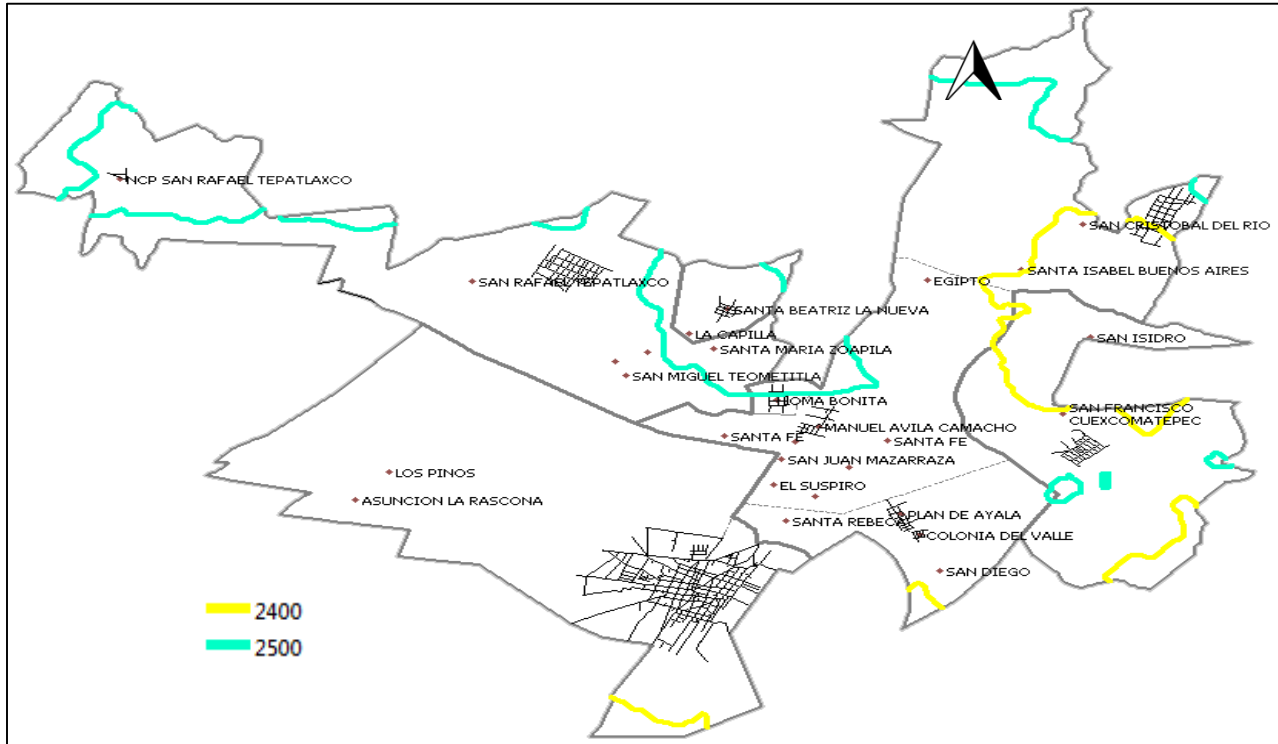 NCP SAN RAFAEL TEPATLAXCO
SAN CRISTOBAL DEL RIO
SANTA ISABEL BUENOS AIRES
SAN RAFAEL TEPATLAXCO
EGIPTO
SANTA BEATRIZ LA NUEVA
LA CAPILLA
SAN ISIDRO
SANTA MARIA ZOAPILA
SAN MIGUEL TEOMETITLA
LOMA BONITA
SAN FRANCISCO
CUEXCOMATEPEC
MANUEL AVILA CAMACHO
SANTA FE
SANTA FE
SAN JUAN MAZARRAZA
LOS PINOS
EL SUSPIRO
ASUNCION LA RASCONA
PLAN DE AYALA
SANTA REBECA
COLONIA DEL VALLE
SAN DIEGO
2400
2500